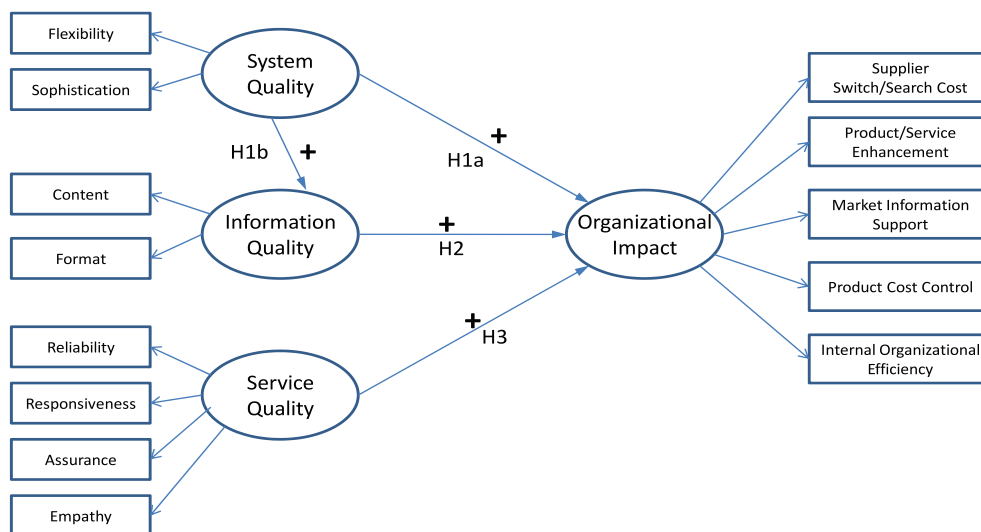 Flexibility
Sophistication
System
Quality
H1b
+
+
H1a
Content
Format
Information
Quality
+
H2
Organizational
Impact
Reliability
Responsiveness
Assurance
Empathy
Service
Quality
+
H3
Supplier
Switch/Search Cost
Product/Service
Enhancement
Market Information
Support
Product Cost Control
Internal Organizational
Efficiency